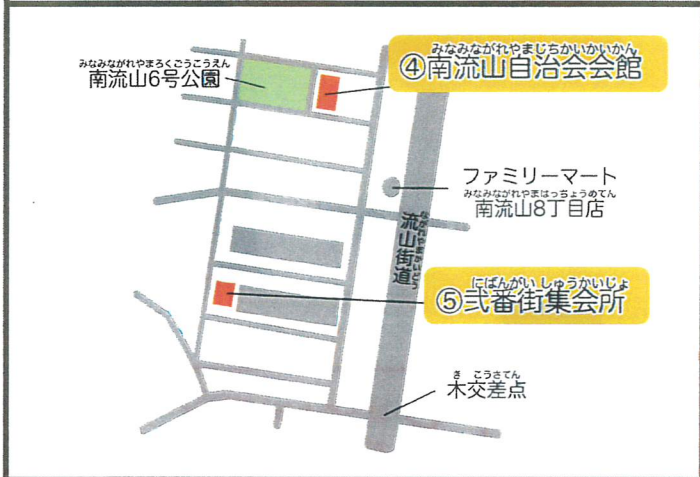 みなみながれやまじちかいかいかん
④南流山自治会会館
みなみながれやまろくごうこうえん
南流山6号公園
ファミリーマート
みなみながれやまはっちょうめてん
南流山8丁目店
ながれやまかいどう
流山街道
にばんがい しゅうかいじょ
⑤弐番街集会所
き こうさてん
木交差点